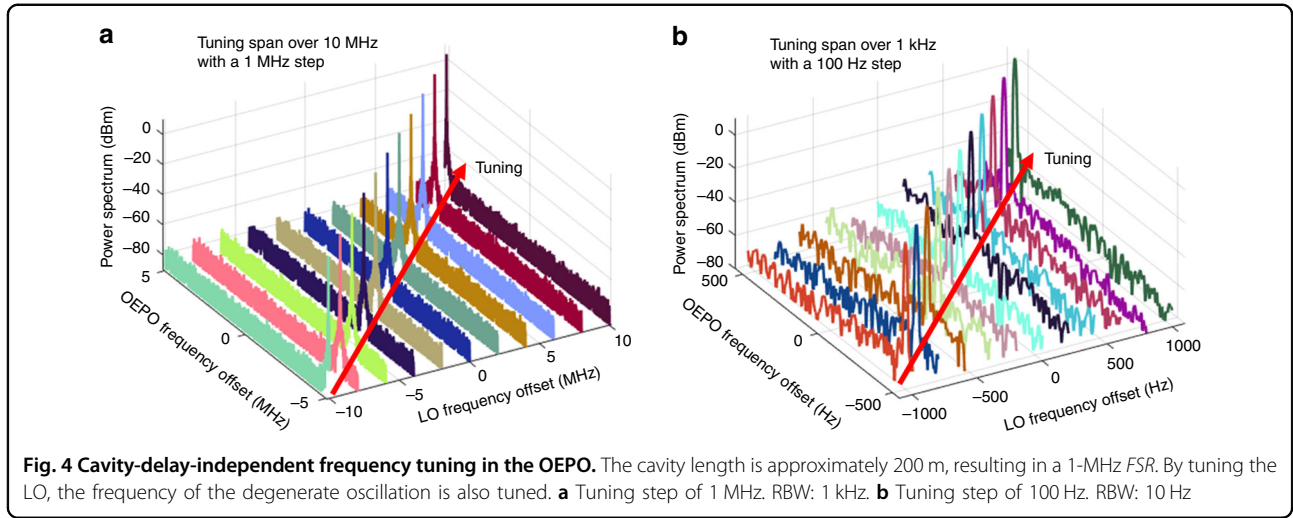 a
Tuning span over 10 MHz
with a 1 MHz step
Power spectrum (dBm)
0
−20
−40
−60
−80
5
0
−5
OEPO frequency offset (MHz)
−10
−5
0
5
10
LO frequency offset (MHz)
Tuning
b
Tuning span over 1 kHz
with a 100 Hz step
Power spectrum (dBm)
0
−20
−40
−60
−80
500
0
−500
OEPO frequency offset (Hz)
−1000
−500
0
500
1000
LO frequency offset (Hz)
Tuning
Fig. 4 Cavity-delay-independent frequency tuning in the OEPO. The cavity length is approximately 200 m, resulting in a 1-MHz FSR. By tuning the
LO, the frequency of the degenerate oscillation is also tuned. a Tuning step of 1 MHz. RBW: 1 kHz. b Tuning step of 100 Hz. RBW: 10 Hz